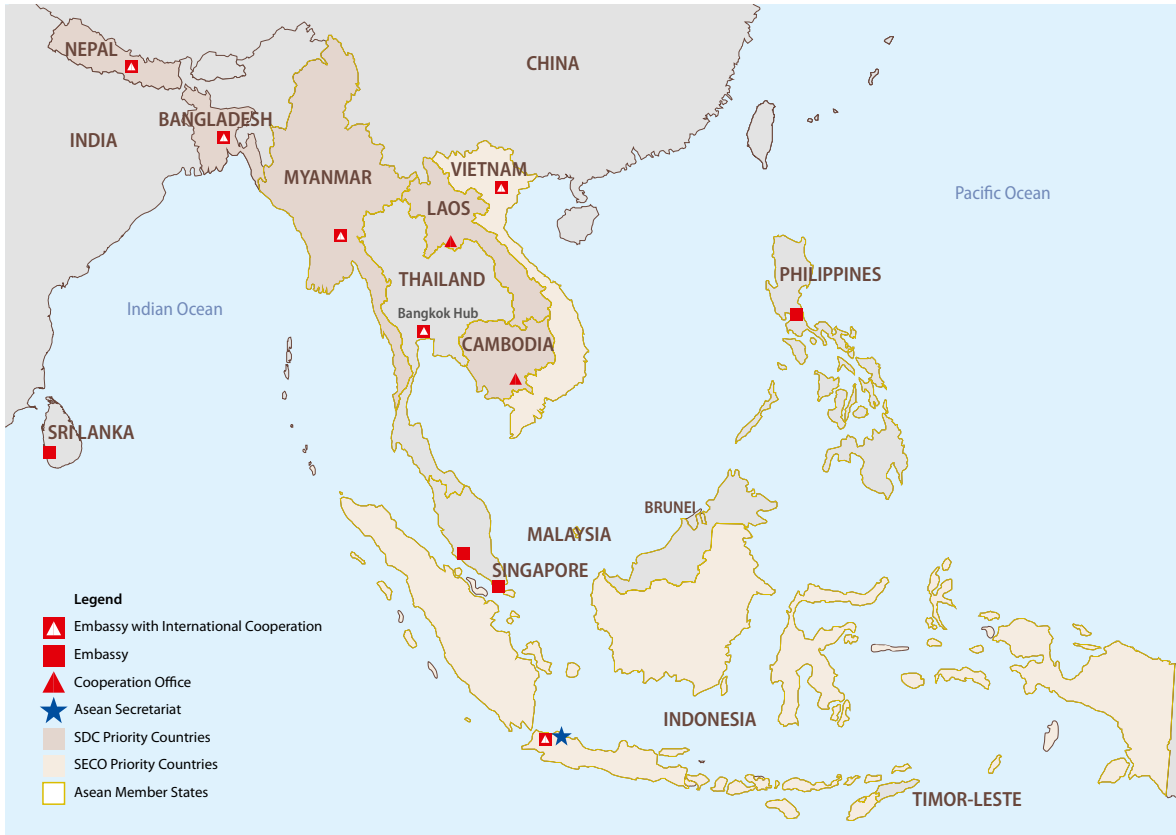 NEPAL
CHINA
BANGLADESH
INDIA
VIETNAM
MYANMAR
Pacific Ocean
LAOS
PHILIPPINES
THAILAND
Indian Ocean
Bangkok Hub
CAMBODIA
SRI LANKA
BRUNEI
MALAYSIA
SINGAPORE
INDONESIA
TIMOR-LESTE
Legend
Embassy with International Cooperation
Embassy
Cooperation Office
Asean Secretariat
SDC Priority Countries
SECO Priority Countries
Asean Member States